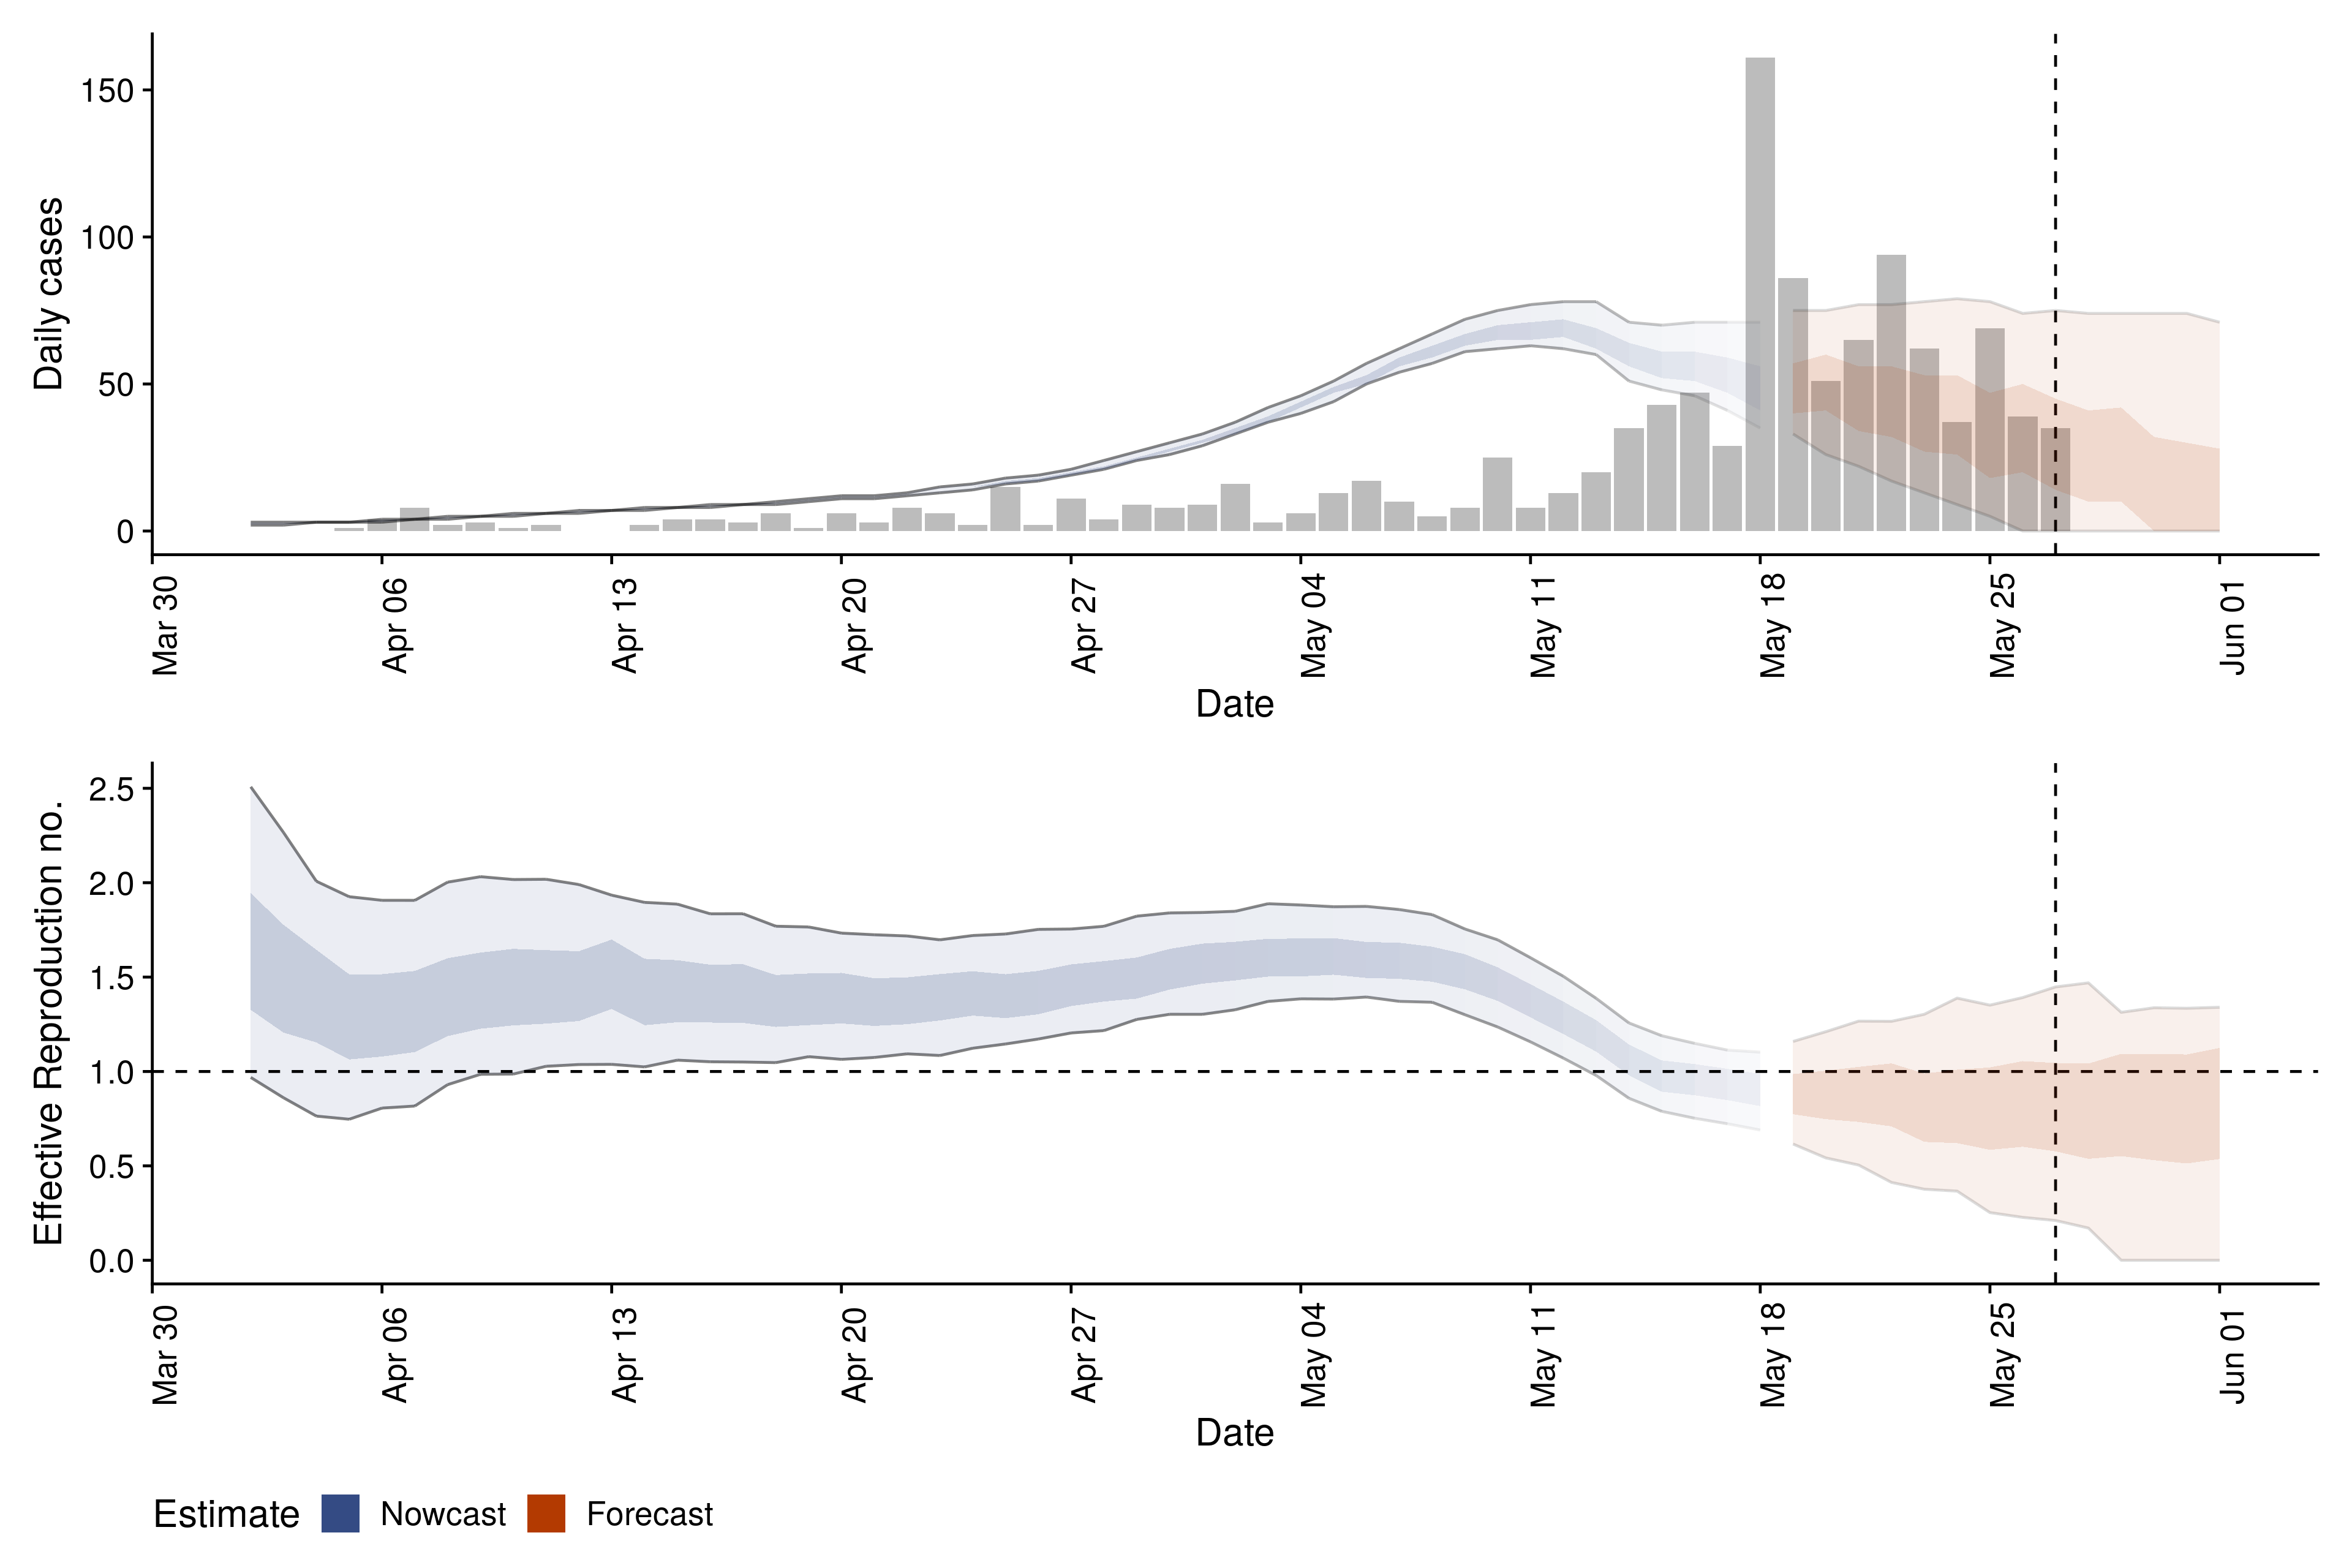 Daily cases
150
100
50
0
Mar 30
Apr 06
Apr 13
Apr 20
Apr 27
May 04
May 11
May 18
May 25
Jun 01
Date
Effective Reproduction no.
2.5
2.0
1.5
1.0
0.5
0.0
Mar 30
Apr 06
Apr 13
Apr 20
Apr 27
May 04
May 11
May 18
May 25
Jun 01
Date
Estimate Nowcast Forecast